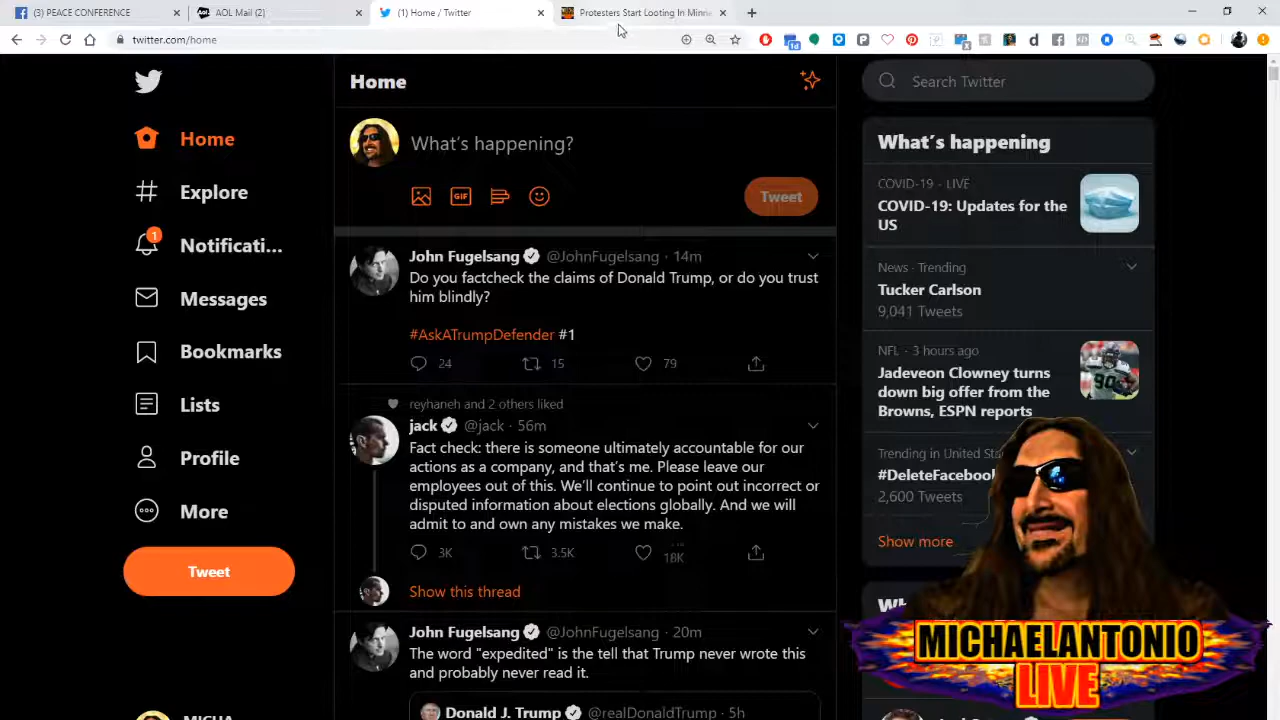 (3) PEACE CONFERENCE
AOL Mail (2)
(1) Home / Twitter
Protesters Start Looting In Minne
twitter.com/home
Home
Search Twitter
Home
What's happening?
What's happening
Explore
COVID-19 · LIVE
COVID-19: Updates for the
US
Tweet
1
Notificati...
John Fugelsang @JohnFugelsang · 14m
Do you factcheck the claims of Donald Trump, or do you trust
him blindly?
#AskATrumpDefender #1
24 15 79
News · Trending
Tucker Carlson
9,041 Tweets
Messages
Bookmarks
NFL · 3 hours ago
Jadeveon Clowney turns
down big offer from the
Browns, ESPN reports
Lists
reyhaneh and 2 others liked
jack @jack · 56m
Fact check: there is someone ultimately accountable for our
actions as a company, and that's me. Please leave our
employees out of this. We'll continue to point out incorrect or
disputed information about elections globally. And we will
admit to and own any mistakes we make.
3K 3.5K 18K
Show this thread
Trending in United Sta
#DeleteFacebook
2,600 Tweets
Show more
Profile
More
Tweet
John Fugelsang @JohnFugelsang · 20m
The word "expedited" is the tell that Trump never wrote this
and probably never read it.
Donald J. Trump @realDonaldTrump · 5h
MICHAELANTONIO
LIVE